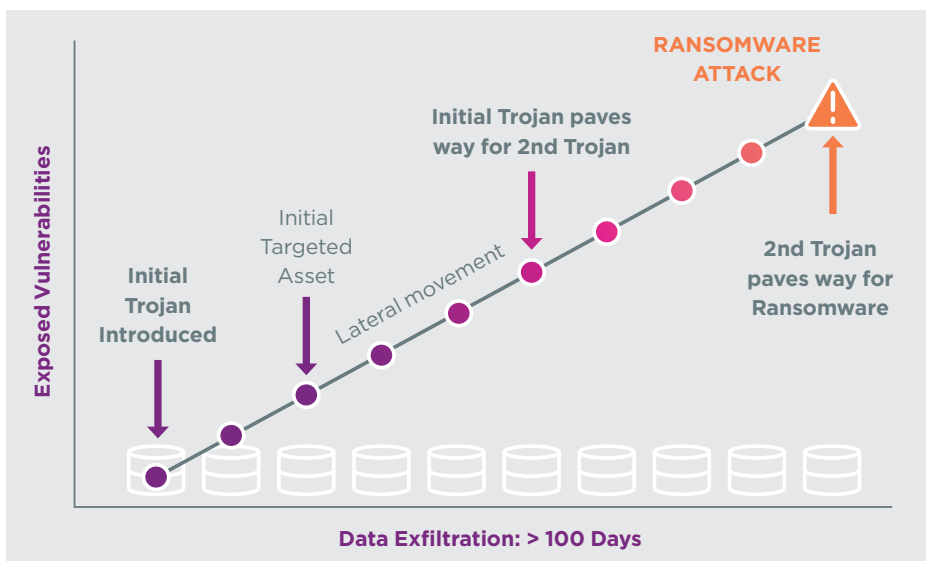 RANSOMWARE
ATTACK
Initial Trojan paves
way for 2nd Trojan
Initial
Targeted
Asset
Initial
Trojan
Introduced
Lateral movement
2nd Trojan
paves way for
Ransomware
Exposed Vulnerabilities
Data Exfiltration: > 100 Days